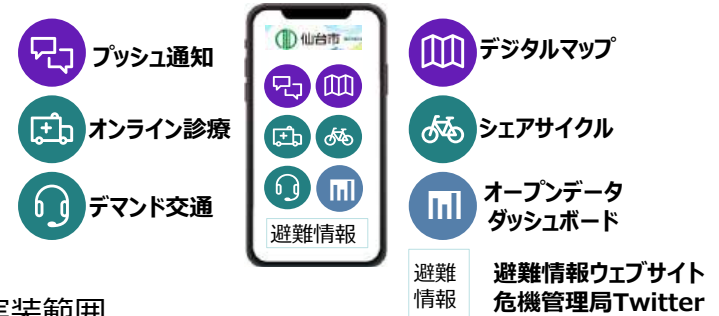 プッシュ通知
オンライン診療
デマンド交通
仙台市
避難情報
デジタルマップ
シェアサイクル
オープンデータ
ダッシュボード
避難
情報
避難情報ウェブサイト
危機管理局Twitter
実装範囲